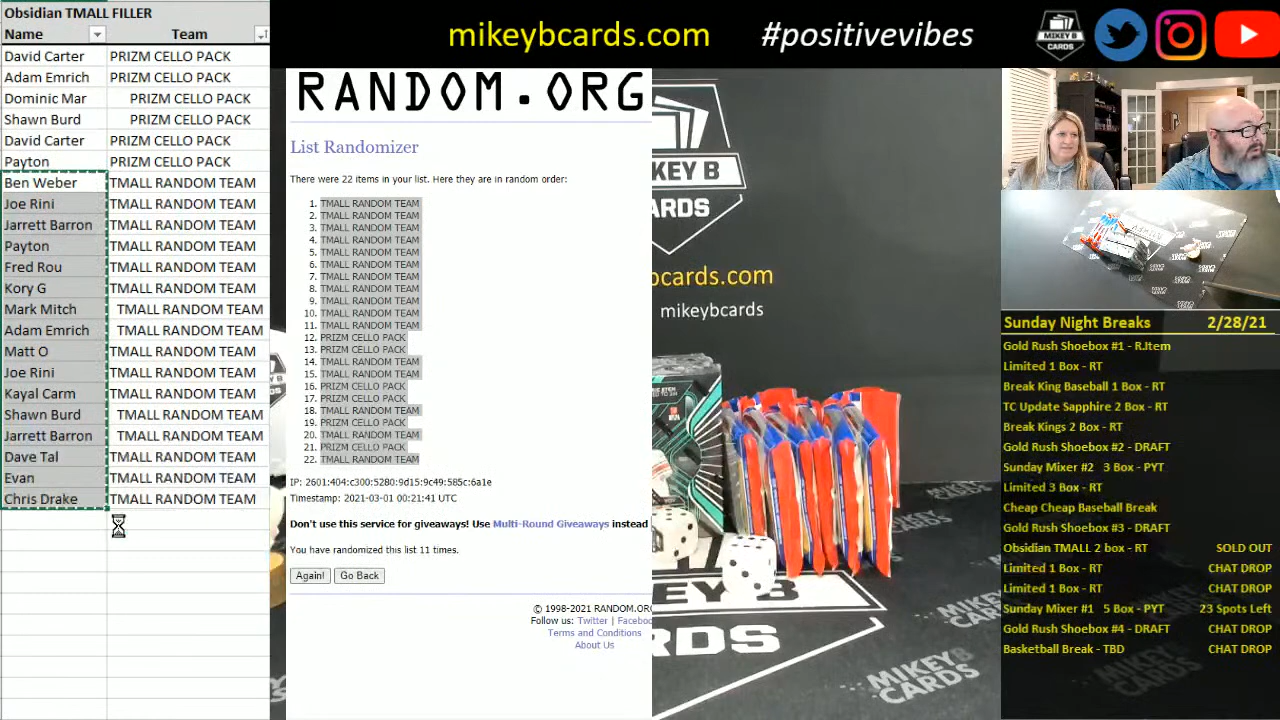 Obsidian TMALL FILLER
Name Team
David Carter PRIZM CELLO PACK
Adam Emrich PRIZM CELLO PACK
Dominic Mar PRIZM CELLO PACK
Shawn Burd PRIZM CELLO PACK
David Carter PRIZM CELLO PACK
Payton PRIZM CELLO PACK
Ben Weber TMALL RANDOM TEAM
Joe Rini TMALL RANDOM TEAM
Jarrett Barron TMALL RANDOM TEAM
Payton TMALL RANDOM TEAM
Fred Rou TMALL RANDOM TEAM
Kory G TMALL RANDOM TEAM
Mark Mitch TMALL RANDOM TEAM
Adam Emrich TMALL RANDOM TEAM
Matt O TMALL RANDOM TEAM
Joe Rini TMALL RANDOM TEAM
Kayal Carm TMALL RANDOM TEAM
Shawn Burd TMALL RANDOM TEAM
Jarrett Barron TMALL RANDOM TEAM
Dave Tal TMALL RANDOM TEAM
Evan TMALL RANDOM TEAM
Chris Drake TMALL RANDOM TEAM
mikeybcards.com #positivevibes
MIKEY B
CARDS
RANDOM.ORG
List Randomizer
There were 22 items in your list. Here they are in random order:
1. TMALL RANDOM TEAM
2. TMALL RANDOM TEAM
3. TMALL RANDOM TEAM
4. TMALL RANDOM TEAM
5. TMALL RANDOM TEAM
6. TMALL RANDOM TEAM
7. TMALL RANDOM TEAM
8. TMALL RANDOM TEAM
9. TMALL RANDOM TEAM
10. TMALL RANDOM TEAM
11. TMALL RANDOM TEAM
12. PRIZM CELLO PACK
13. PRIZM CELLO PACK
14. TMALL RANDOM TEAM
15. TMALL RANDOM TEAM
16. PRIZM CELLO PACK
17. PRIZM CELLO PACK
18. TMALL RANDOM TEAM
19. PRIZM CELLO PACK
20. TMALL RANDOM TEAM
21. PRIZM CELLO PACK
22. TMALL RANDOM TEAM
IP: 2601:404:c300:5280:9d15:9c49:585c:6a1e
Timestamp: 2021-03-01 00:21:41 UTC
Don't use this service for giveaways! Use Multi-Round Giveaways instead
You have randomized this list 11 times.
Again! Go Back
© 1998-2021 RANDOM.ORG
Follow us: Twitter | Faceboo
Terms and Conditions
About Us
MIKEY B
CARDS
cards.com
mikeybcards
MIKEY B
CARDS
MIKEY B
CARDS
Sunday Night Breaks 2/28/21
Gold Rush Shoebox #1 - R.Item
Limited 1 Box - RT
Break King Baseball 1 Box - RT
TC Update Sapphire 2 Box - RT
Break Kings 2 Box - RT
Gold Rush Shoebox #2 - DRAFT
Sunday Mixer #2 3 Box - PYT
Limited 3 Box - RT
Cheap Cheap Baseball Break
Gold Rush Shoebox #3 - DRAFT
Obsidian TMALL 2 box - RT SOLD OUT
Limited 1 Box - RT CHAT DROP
Limited 1 Box - RT CHAT DROP
Sunday Mixer #1 5 Box - PYT 23 Spots Left
Gold Rush Shoebox #4 - DRAFT CHAT DROP
Basketball Break - TBD CHAT DROP